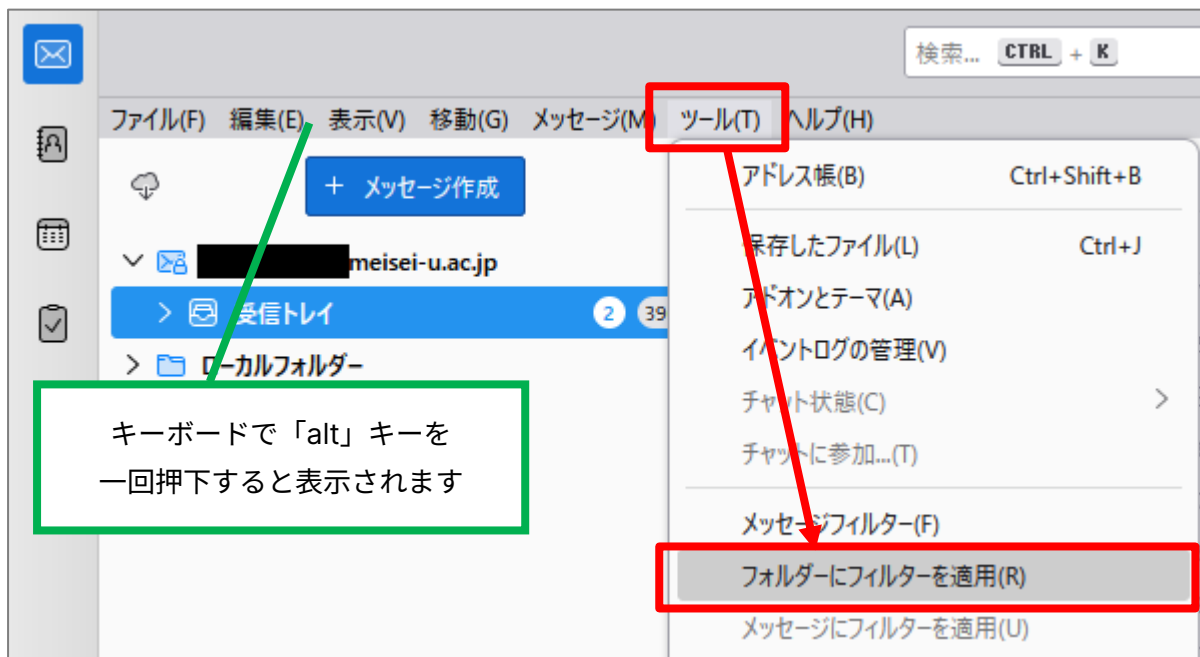 検索... CTRL + K
ファイル(F) 編集(E) 表示(V) 移動(G) メッセージ(M) ツール(T) ヘルプ(H)
+ メッセージ作成
meisei-u.ac.jp
受信トレイ 2 39
ローカルフォルダー
キーボードで「alt」キーを
一回押下すると表示されます
アドレス帳(B) Ctrl+Shift+B
保存したファイル(L) Ctrl+J
アドオンとテーマ(A)
イベントログの管理(V)
チャット状態(C)
チャットに参加...(T)
メッセージフィルター(F)
フォルダーにフィルターを適用(R)
メッセージにフィルターを適用(U)